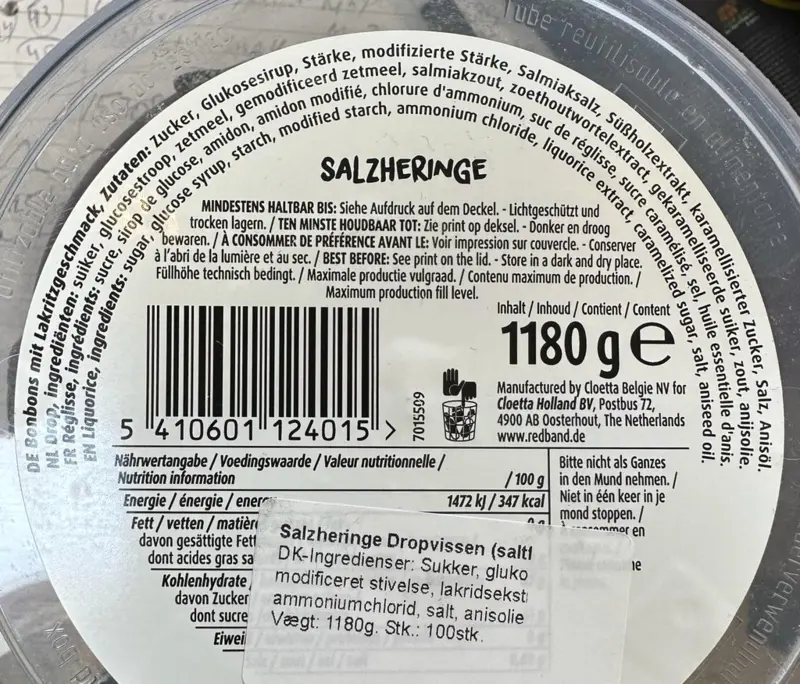 DE Bonbons mit Lakritzgeschmack, Zutaten: Zucker, Glukosesirup, Stärke, modifizierte Stärke, Salmiaksalz, Süßholzextrakt, karamellisierter Zucker, Salz, Anisöl.
NL Drop, ingrediënten: suiker, glucosestroop, zetmeel, gemodificeerd zetmeel, salmiakzout, zoethoutwortelextract, gekaramelliseerde suiker, zout, anijsolie.
FR Réglisse, ingrédients: sucre, sirop de glucose, amidon, amidon modifié, chlorure d'ammonium, suc de réglisse, sucre caramélisé, sel, huile essentielle d'anis.
EN Liquorice, ingredients: sugar, glucose syrup, starch, modified starch, ammonium chloride, liquorice extract, caramelized sugar, salt, aniseed oil.
SALZHERINGE
MINDESTENS HALTBAR BIS: Siehe Aufdruck auf dem Deckel. - Lichtgeschützt und
trocken lagern. / TEN MINSTE HOUDBAAR TOT: Zie print op deksel. - Donker en droog
bewaren. / À CONSOMMER DE PRÉFÉRENCE AVANT LE: Voir impression sur couvercle. - Conserver
à l'abri de la lumière et au sec. / BEST BEFORE: See print on the lid. - Store in a dark and dry place.
Füllhöhe technisch bedingt. / Maximale productie vulgraad. / Contenu maximum de production. /
Maximum production fill level.
Inhalt / Inhoud / Contient / Content
1180 g e
5 410601 124015 >
7015509
Manufactured by Cloetta Belgie NV for
Cloetta Holland BV, Postbus 72,
4900 AB Oosterhout, The Netherlands
www.redband.nl
Nährwertangabe / Voedingswaarde / Valeur nutritionnelle /
Nutrition information / 100 g
Energie / énergie / energ 1472 kJ / 347 kcal
Fett / vetten / matièr
davon gesättigte Fett
dont acides gras sa
Kohlenhydrate
davon Zucker
dont sucre
Eiwei
Bitte nicht als Ganzes
in den Mund nehmen. /
Niet in één keer in je
mond stoppen. /
Salzheringe Dropvissen (saltl
DK-Ingredienser: Sukker, gluko
modificeret stivelse, lakridsekst
ammoniumchlorid, salt, anisolie
Vægt: 1180g. Stk.: 100stk.
Tube réutilisable en alimentaire